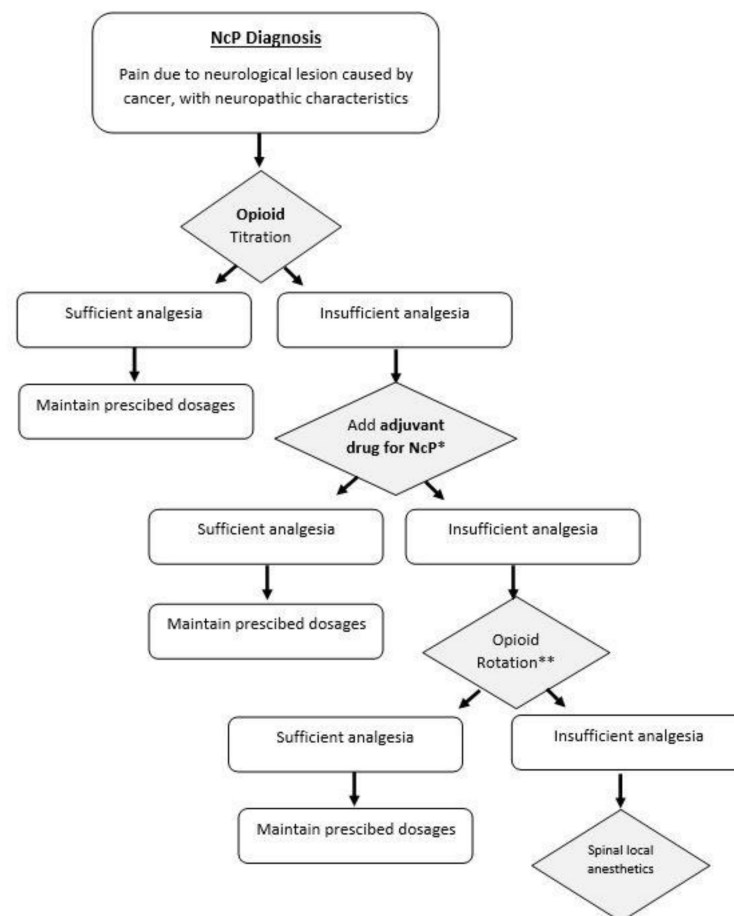 NcP Diagnosis
Pain due to neurological lesion caused by
cancer, with neuropathic characteristics
Opioid
Titration
Sufficient analgesia
Insufficient analgesia
Maintain prescibed dosages
Add adjuvant
drug for NcP*
Sufficient analgesia
Insufficient analgesia
Maintain prescibed dosages
Opioid
Rotation**
Sufficient analgesia
Insufficient analgesia
Maintain prescibed dosages
Spinal local
anesthetics